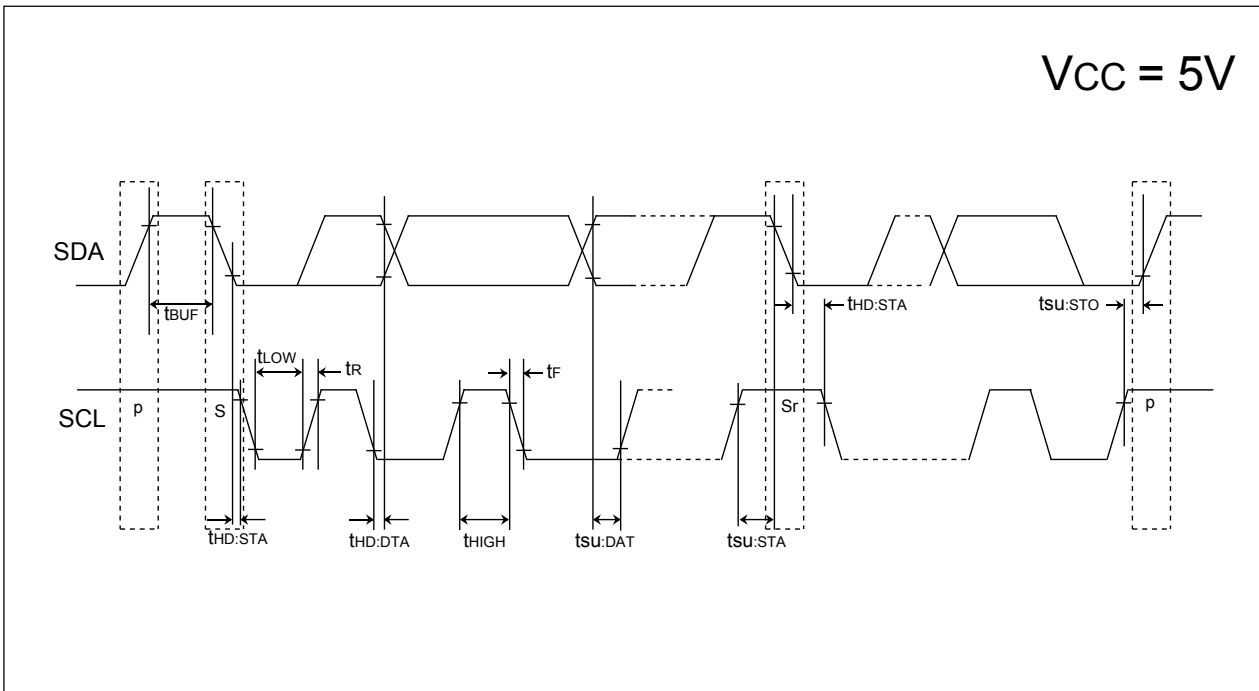 VCC = 5V
SDA
tBUF
tHD:STA
tsu:STO
tLOW
tR
tF
SCL
p
S
Sr
p
tHD:STA
tHD:DTA
tHIGH
tsu:DAT
tsu:STA